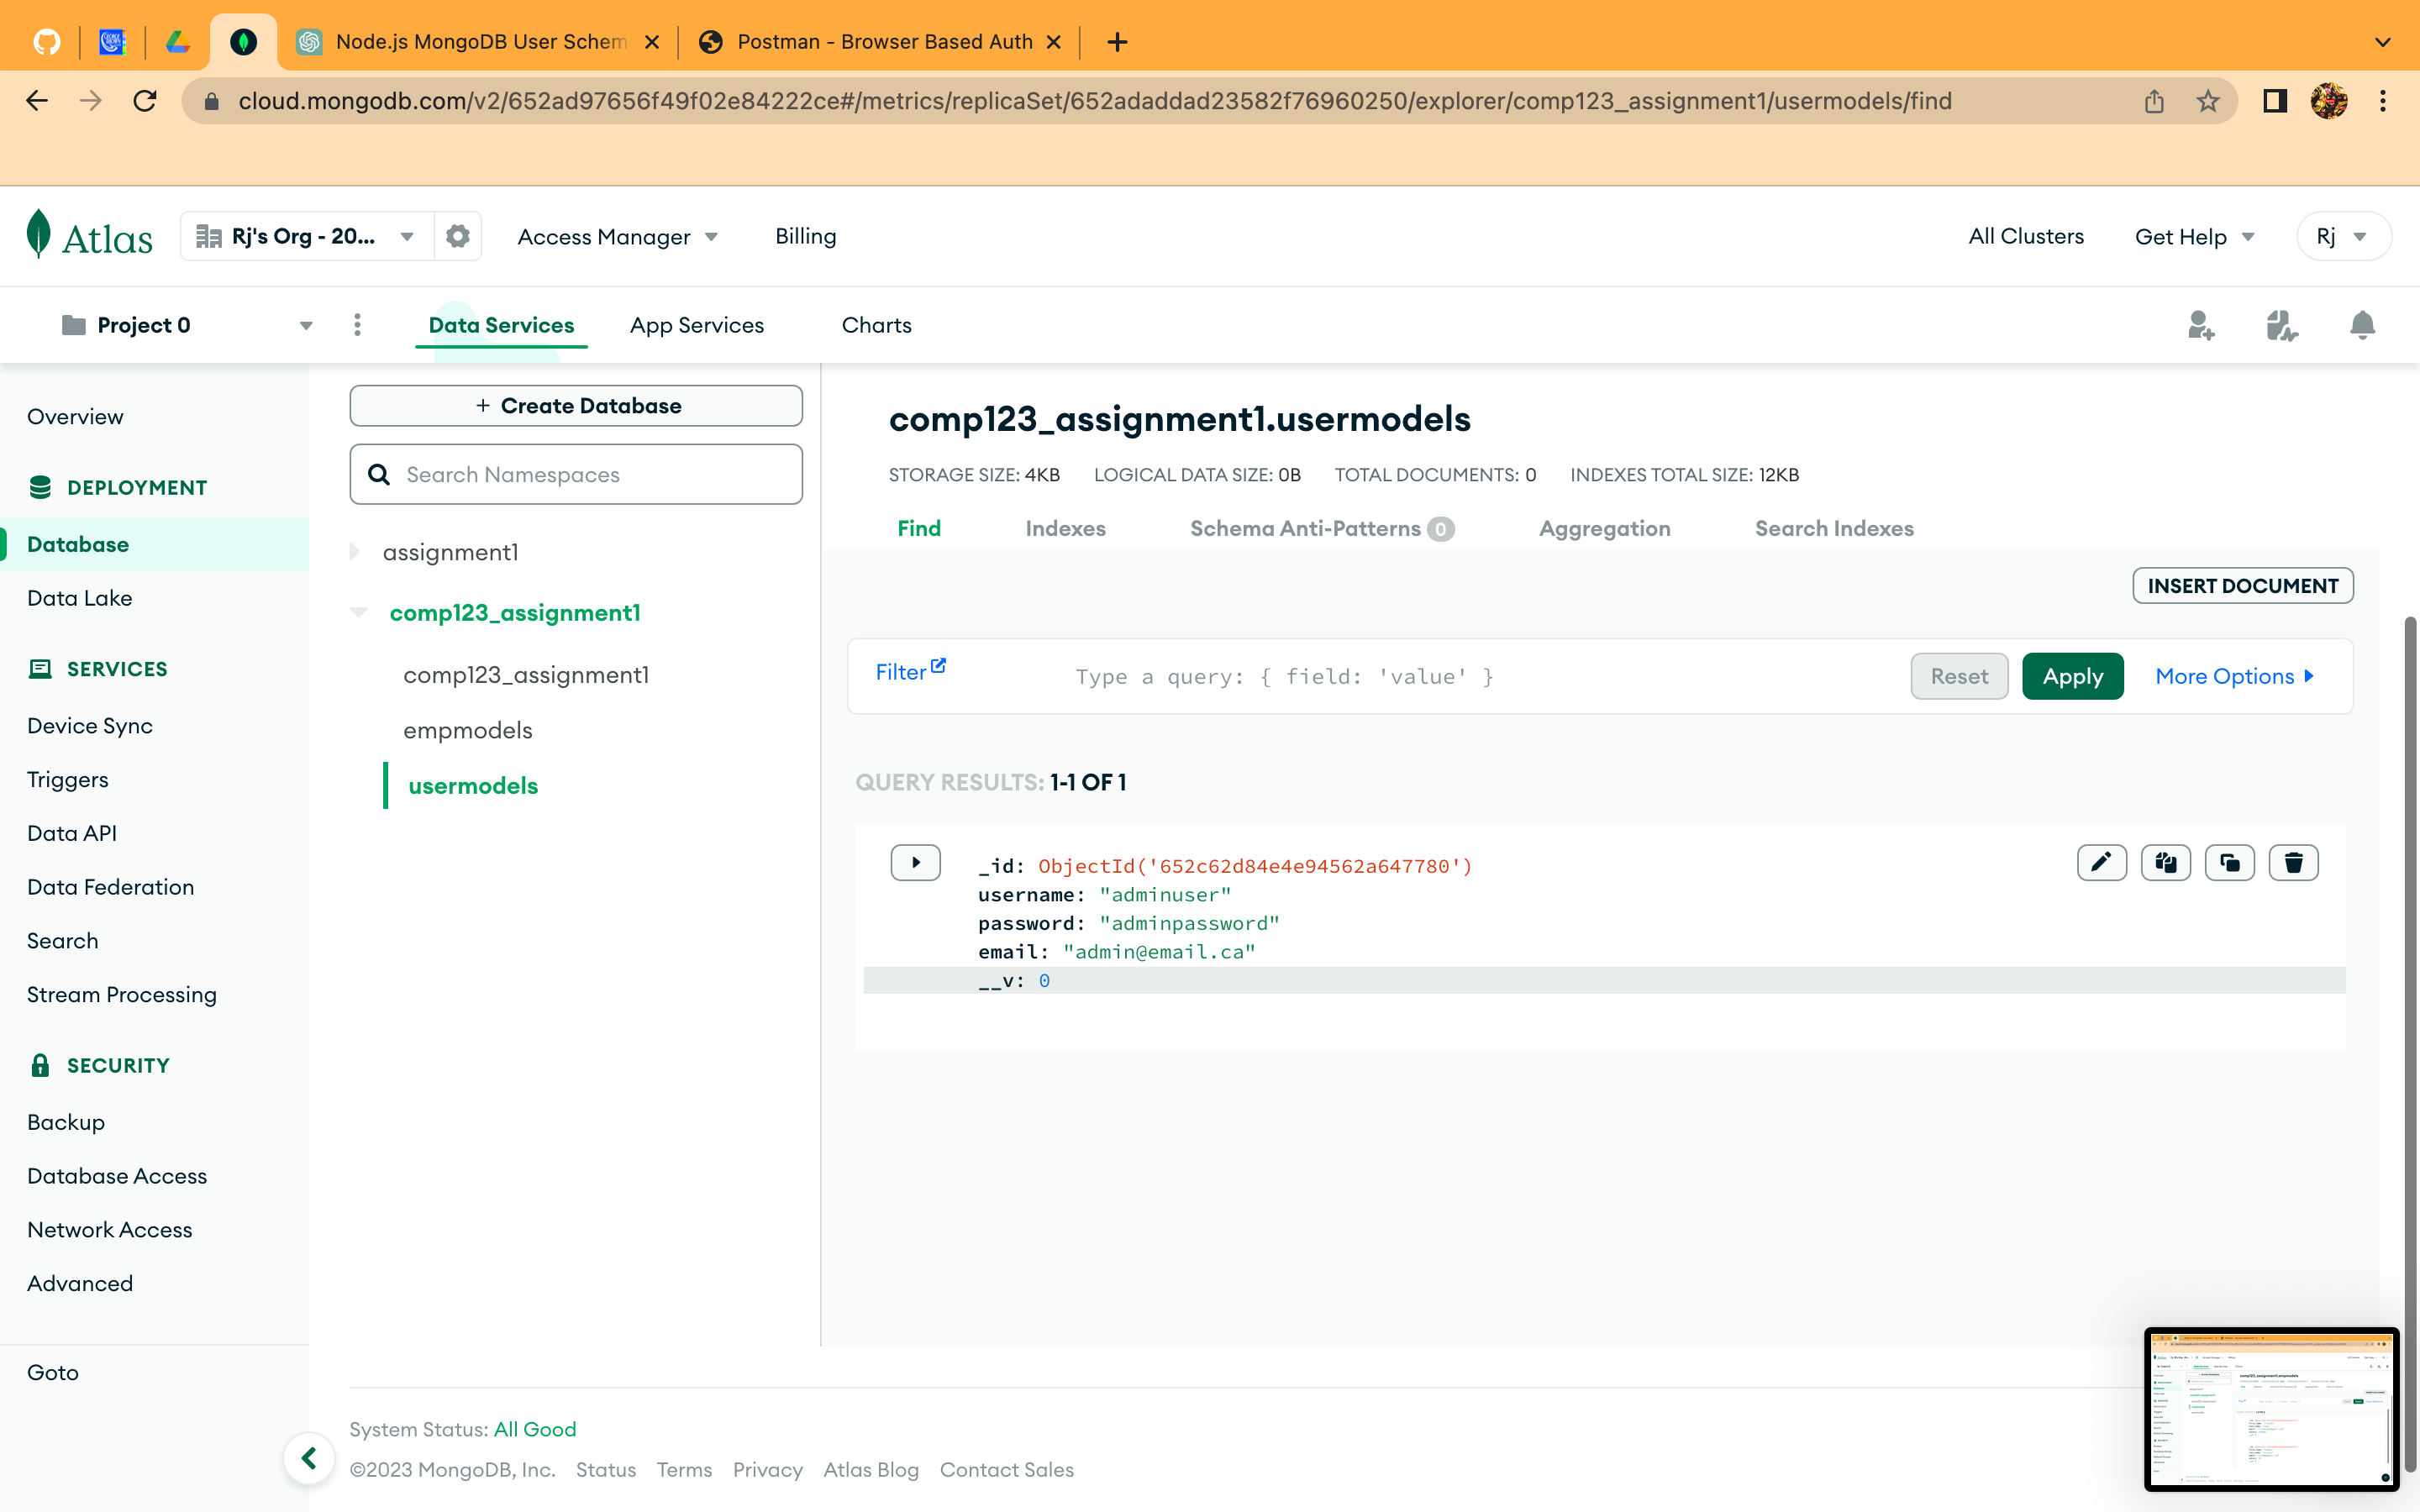 Node.js MongoDB User Schem
Postman - Browser Based Auth
cloud.mongodb.com/v2/652ad97656f49f02e84222ce#/metrics/replicaSet/652adaddad23582f76960250/explorer/comp123_assignment1/usermodels/find
Atlas
Rj's Org - 20...
Access Manager
Billing
All Clusters
Get Help
Rj
Project 0
Data Services
App Services
Charts
Overview
DEPLOYMENT
Database
Data Lake
SERVICES
Device Sync
Triggers
Data API
Data Federation
Search
Stream Processing
SECURITY
Backup
Database Access
Network Access
Advanced
Goto
+ Create Database
Search Namespaces
assignment1
comp123_assignment1
comp123_assignment1
empmodels
usermodels
comp123_assignment1.usermodels
STORAGE SIZE: 4KB LOGICAL DATA SIZE: 0B TOTAL DOCUMENTS: 0 INDEXES TOTAL SIZE: 12KB
Find Indexes Schema Anti-Patterns 0 Aggregation Search Indexes
INSERT DOCUMENT
Filter
Type a query: { field: 'value' }
Reset
Apply
More Options
QUERY RESULTS: 1-1 OF 1
_id: ObjectId('652c62d84e4e94562a647780')
username: "adminuser"
password: "adminpassword"
email: "admin@email.ca"
__v: 0
System Status: All Good
©2023 MongoDB, Inc. Status Terms Privacy Atlas Blog Contact Sales